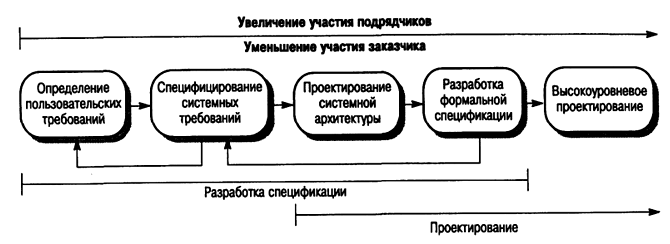 Увеличение участия подрядчиков
Уменьшение участия заказчика
Определение
пользовательских
требований
Специфицирование
системных
требований
Проектирование
системной
архитектуры
Разработка
формальной
спецификации
Высокоуровневое
проектирование
Разработка спецификации
Проектирование